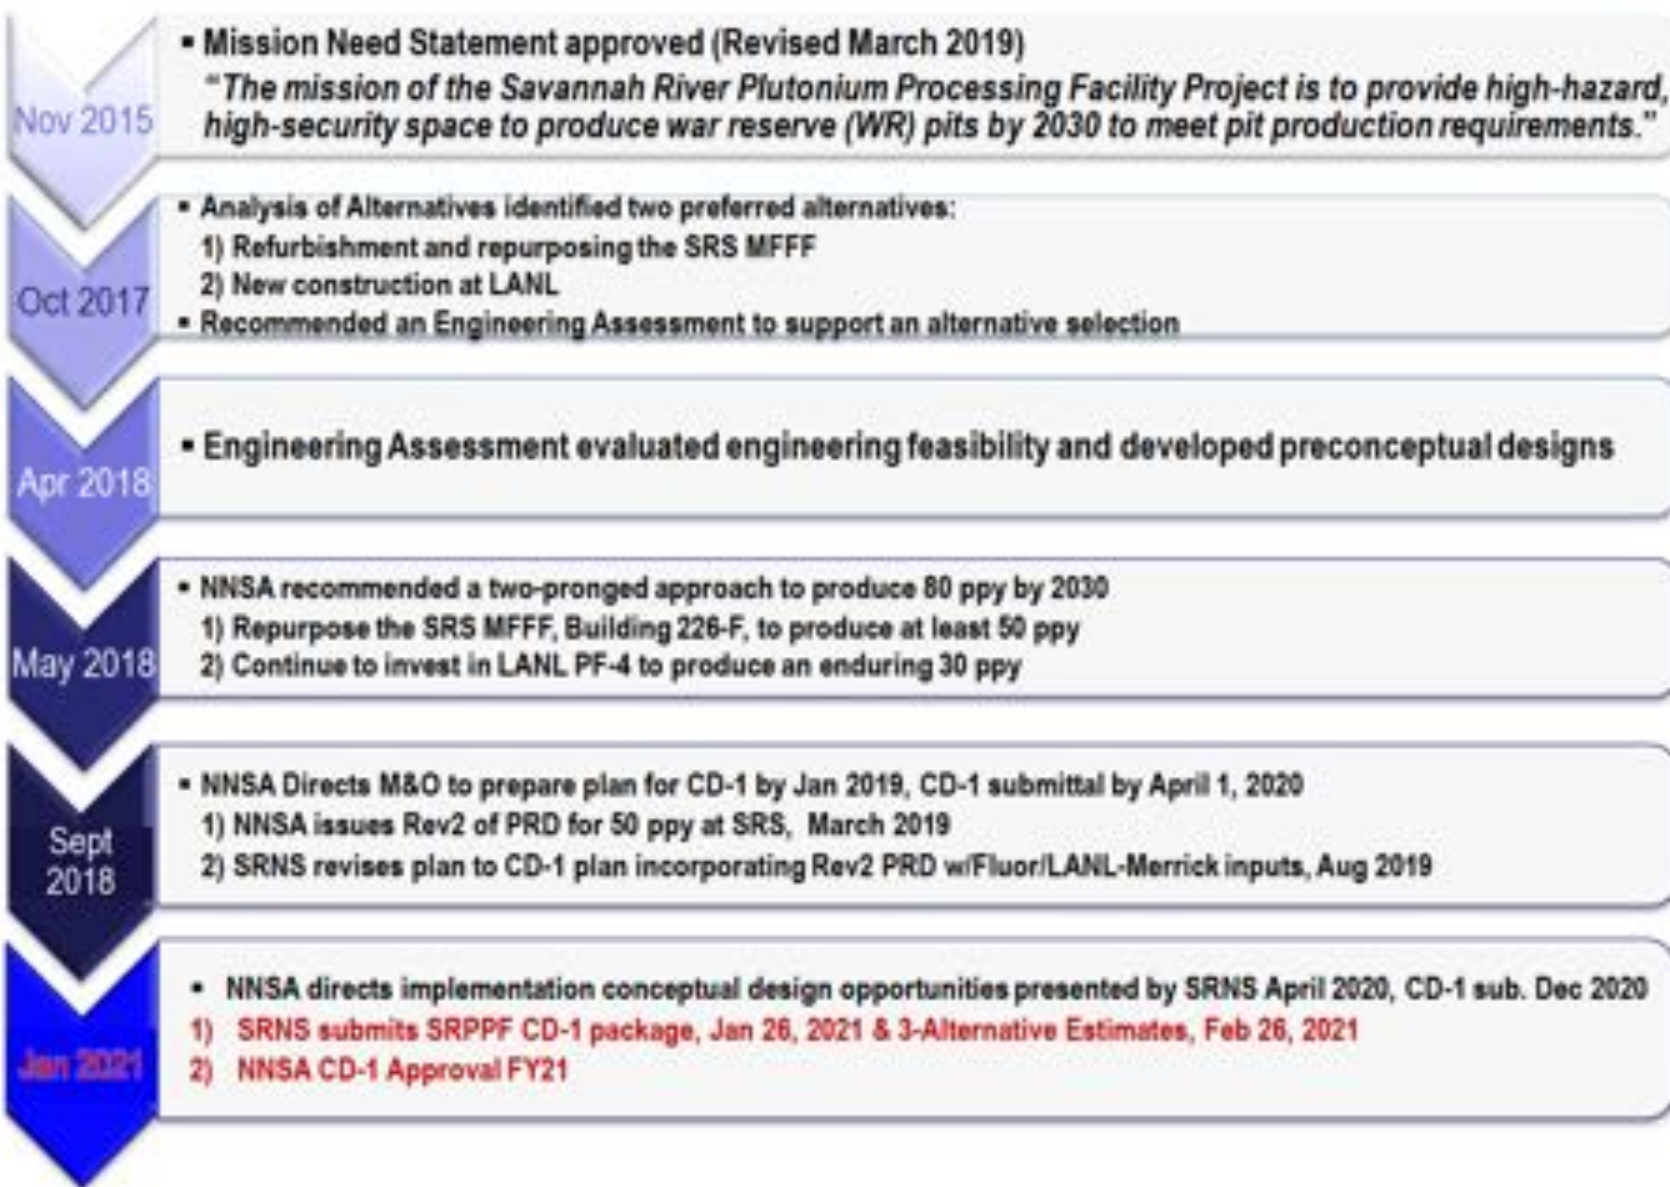 Nov 2015
▪ Mission Need Statement approved (Revised March 2019)
"The mission of the Savannah River Plutonium Processing Facility Project is to provide high-hazard,
high-security space to produce war reserve (WR) pits by 2030 to meet pit production requirements."
Oct 2017
▪ Analysis of Alternatives identified two preferred alternatives:
1) Refurbishment and repurposing the SRS MFFF
2) New construction at LANL
▪ Recommended an Engineering Assessment to support an alternative selection
Apr 2018
▪ Engineering Assessment evaluated engineering feasibility and developed preconceptual designs
May 2018
▪ NNSA recommended a two-pronged approach to produce 80 ppy by 2030
1) Repurpose the SRS MFFF, Building 226-F, to produce at least 50 ppy
2) Continue to invest in LANL PF-4 to produce an enduring 30 ppy
Sept
2018
▪ NNSA Directs M&O to prepare plan for CD-1 by Jan 2019, CD-1 submittal by April 1, 2020
1) NNSA issues Rev2 of PRD for 50 ppy at SRS, March 2019
2) SRNS revises plan to CD-1 plan incorporating Rev2 PRD w/Fluor/LANL-Merrick inputs, Aug 2019
Jan 2021
▪ NNSA directs implementation conceptual design opportunities presented by SRNS April 2020, CD-1 sub. Dec 2020
1) SRNS submits SRPPF CD-1 package, Jan 26, 2021 & 3-Alternative Estimates, Feb 26, 2021
2) NNSA CD-1 Approval FY21